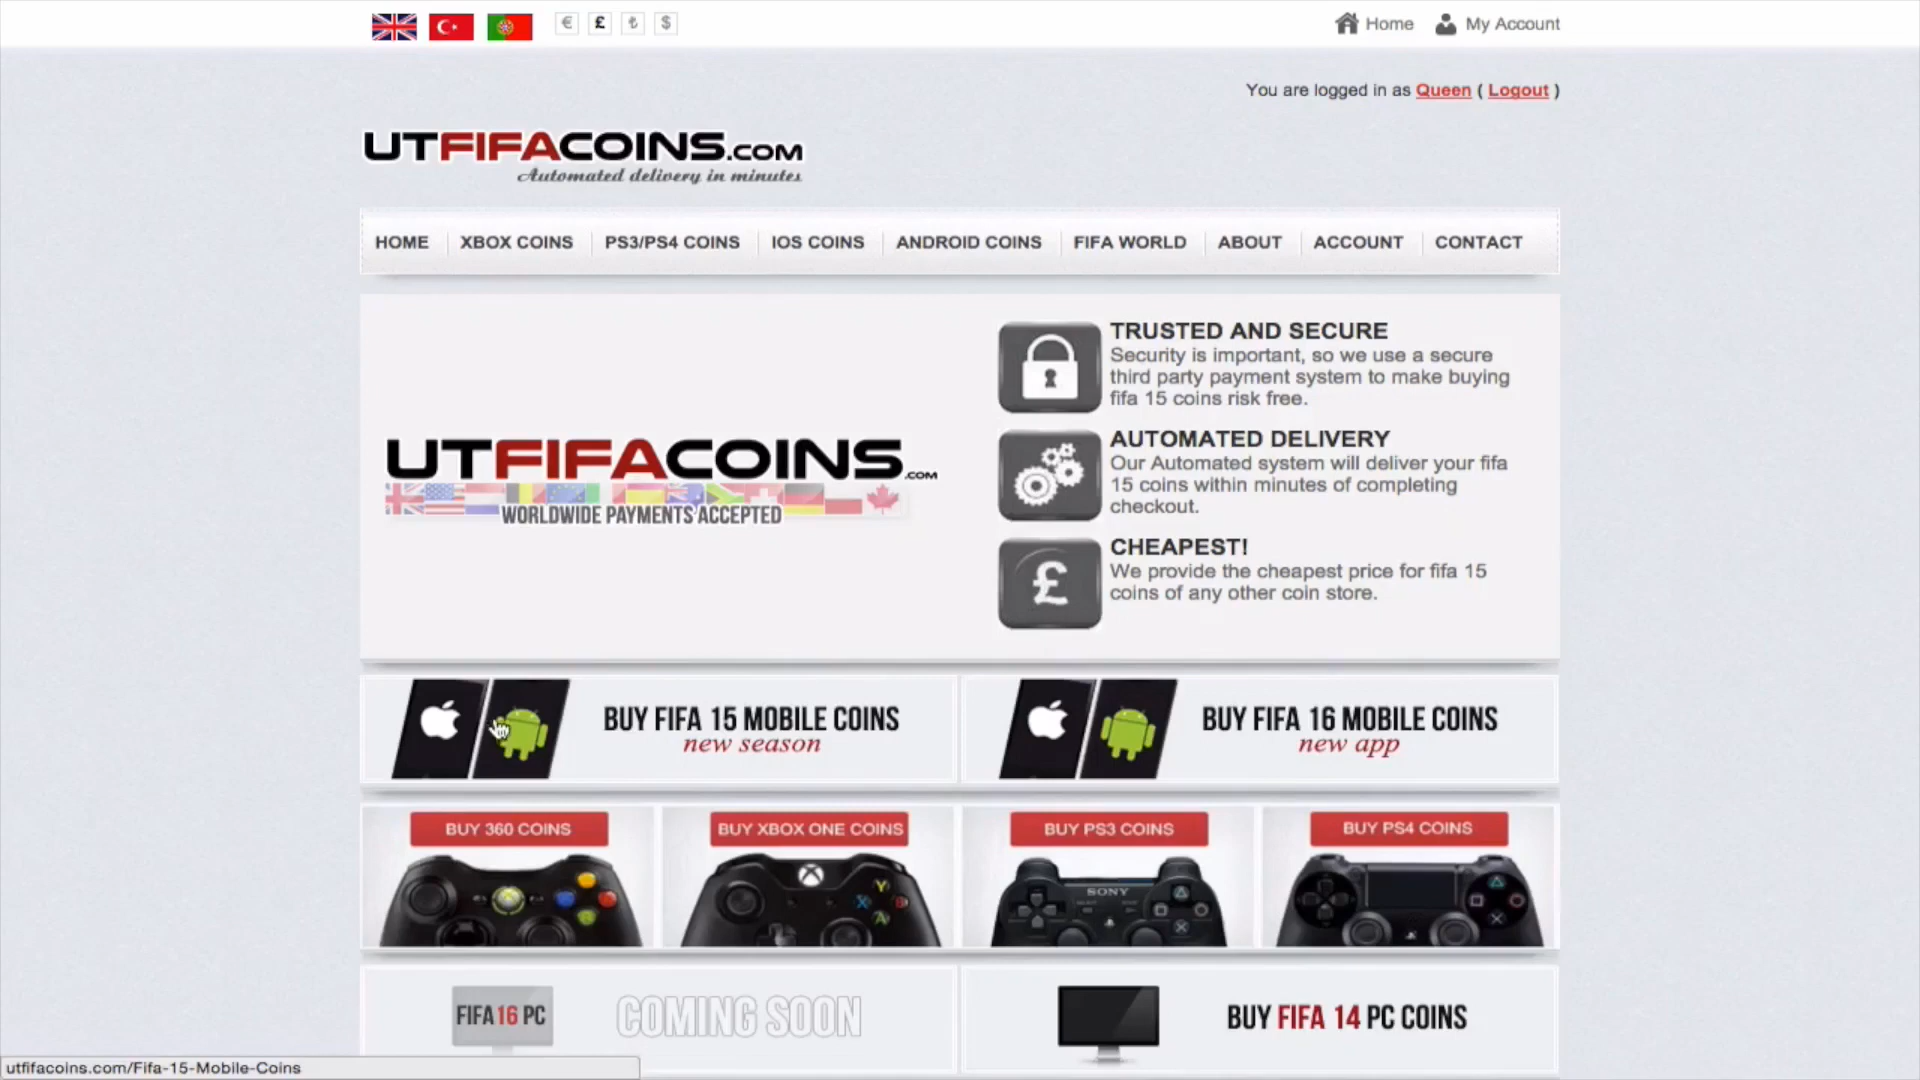 € £ ₺ $
Home My Account
You are logged in as Queen ( Logout )
UTFIFACOINS.COM
Automated delivery in minutes
HOME XBOX COINS PS3/PS4 COINS IOS COINS ANDROID COINS FIFA WORLD ABOUT ACCOUNT CONTACT
TRUSTED AND SECURE
Security is important, so we use a secure
third party payment system to make buying
fifa 15 coins risk free.
UTFIFACOINS.COM
WORLDWIDE PAYMENTS ACCEPTED
AUTOMATED DELIVERY
Our Automated system will deliver your fifa
15 coins within minutes of completing
checkout.
£
CHEAPEST!
We provide the cheapest price for fifa 15
coins of any other coin store.
BUY FIFA 15 MOBILE COINS
new season
BUY FIFA 16 MOBILE COINS
new app
BUY 360 COINS
BUY XBOX ONE COINS
Y
X B
A
BUY PS3 COINS
SONY
BUY PS4 COINS
FIFA 16 PC
COMING SOON
BUY FIFA 14 PC COINS
utfifacoins.com/Fifa-15-Mobile-Coins